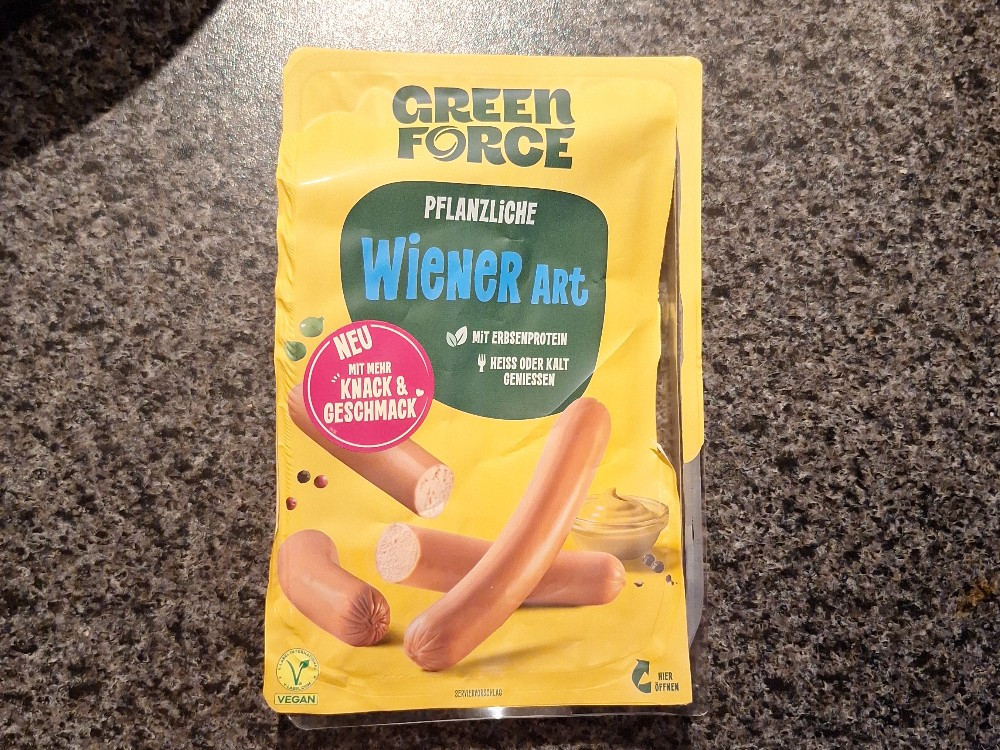 GREEN
FORCE
PFLANZLiCHE
WiENER ARt
MiT ERBSENPROTEIN
HEISS ODER KALT
GENIESSEN
NEU
MIT MEHR
KNACK &
GESCHMACK
VEGAN
SERVIERVORSCHLAG
HIER
ÖFFNEN